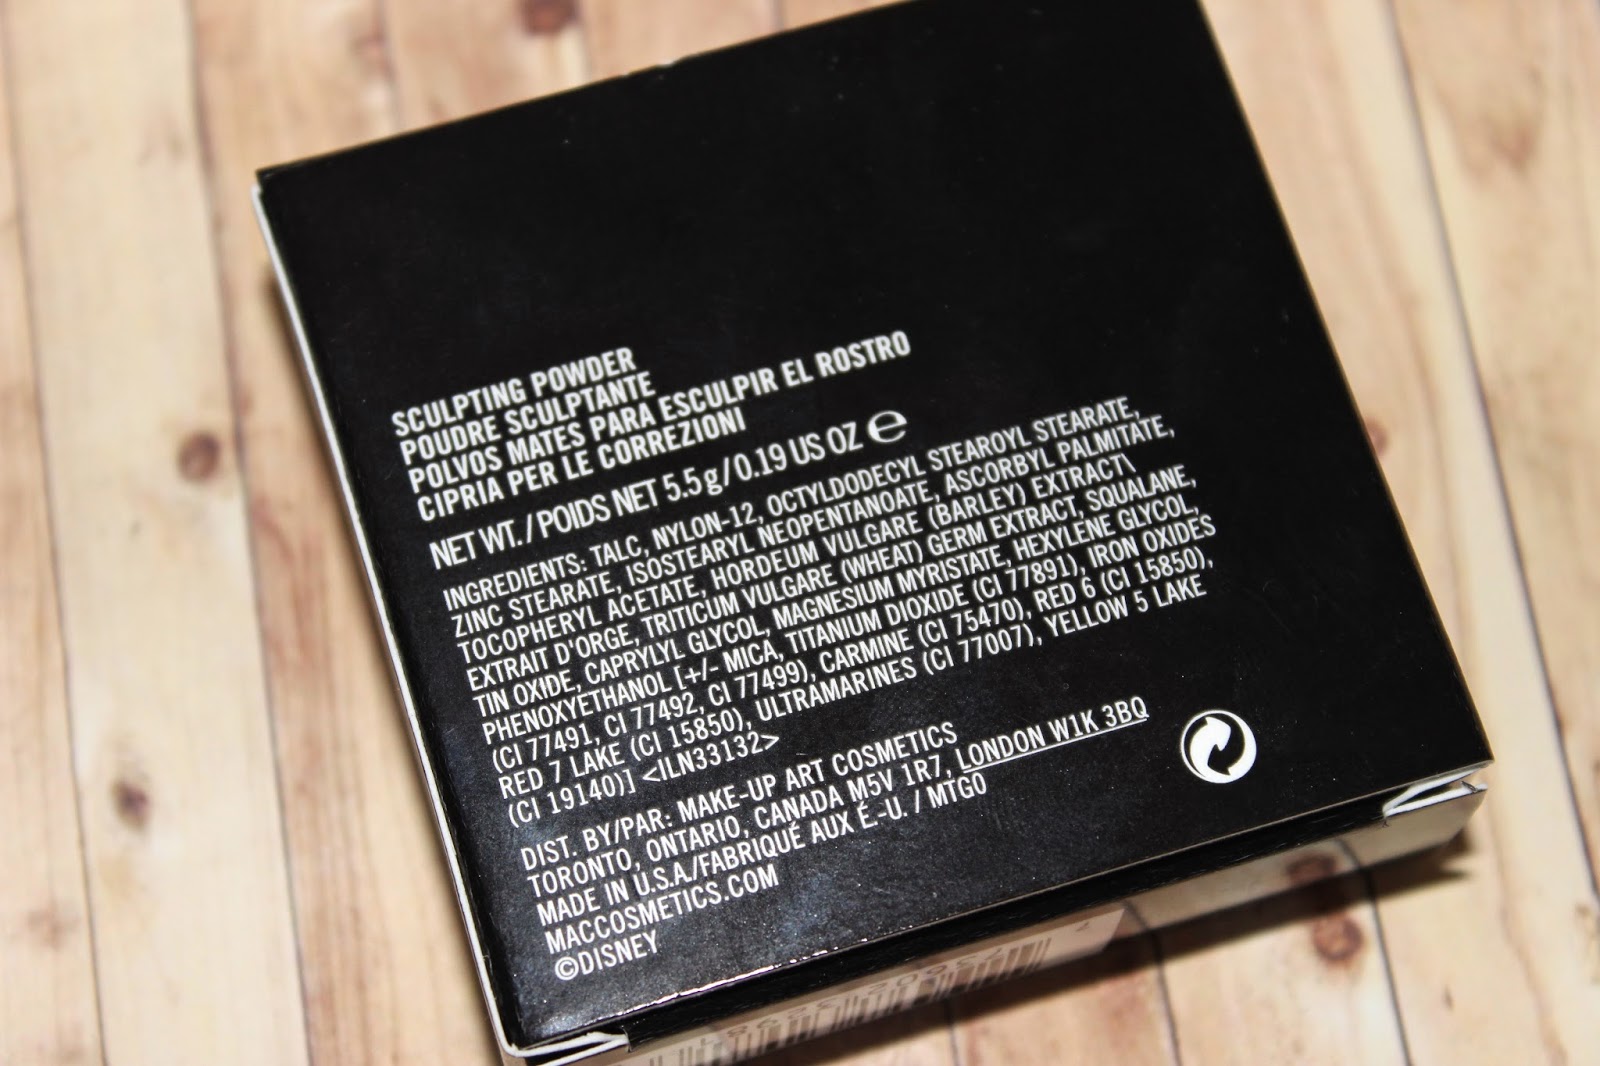 SCULPTING POWDER
POUDRE SCULPTANTE
POLVOS MATES PARA ESCULPIR EL ROSTRO
CIPRIA PER LE CORREZIONI
NET WT./POIDS NET 5.5g/0.19 US OZ e
INGREDIENTS: TALC, NYLON-12, OCTYLDODECYL STEAROYL STEARATE,
ZINC STEARATE, ISOSTEARYL NEOPENTANOATE, ASCORBYL PALMITATE,
TOCOPHERYL ACETATE, HORDEUM VULGARE (BARLEY) EXTRACT\
EXTRAIT D'ORGE, TRITICUM VULGARE (WHEAT) GERM EXTRACT, SQUALANE,
TIN OXIDE, CAPRYLYL GLYCOL, MAGNESIUM MYRISTATE, HEXYLENE GLYCOL,
PHENOXYETHANOL [+/- MICA, TITANIUM DIOXIDE (CI 77891), IRON OXIDES
(CI 77491, CI 77492, CI 77499), CARMINE (CI 75470), RED 6 (CI 15850),
RED 7 LAKE (CI 15850), ULTRAMARINES (CI 77007), YELLOW 5 LAKE
(CI 19140)] <ILN33132>
DIST. BY/PAR: MAKE-UP ART COSMETICS
TORONTO, ONTARIO, CANADA M5V 1R7, LONDON W1K 3BQ
MADE IN U.S.A./FABRIQUÉ AUX É.-U. / MTG0
MACCOSMETICS.COM
©DISNEY